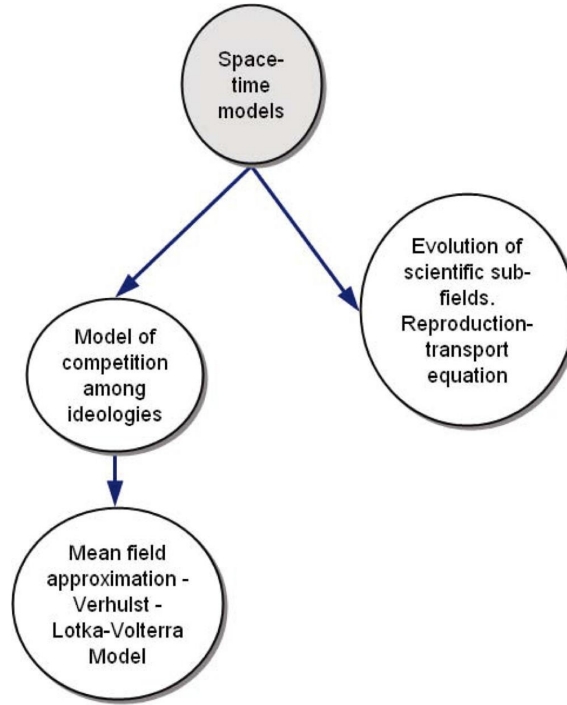 Space-
time
models
Evolution of
scientific sub-
fields.
Reproduction-
transport
equation
Model of
competition
among
ideologies
Mean field
approximation -
Verhulst -
Lotka-Volterra
Model